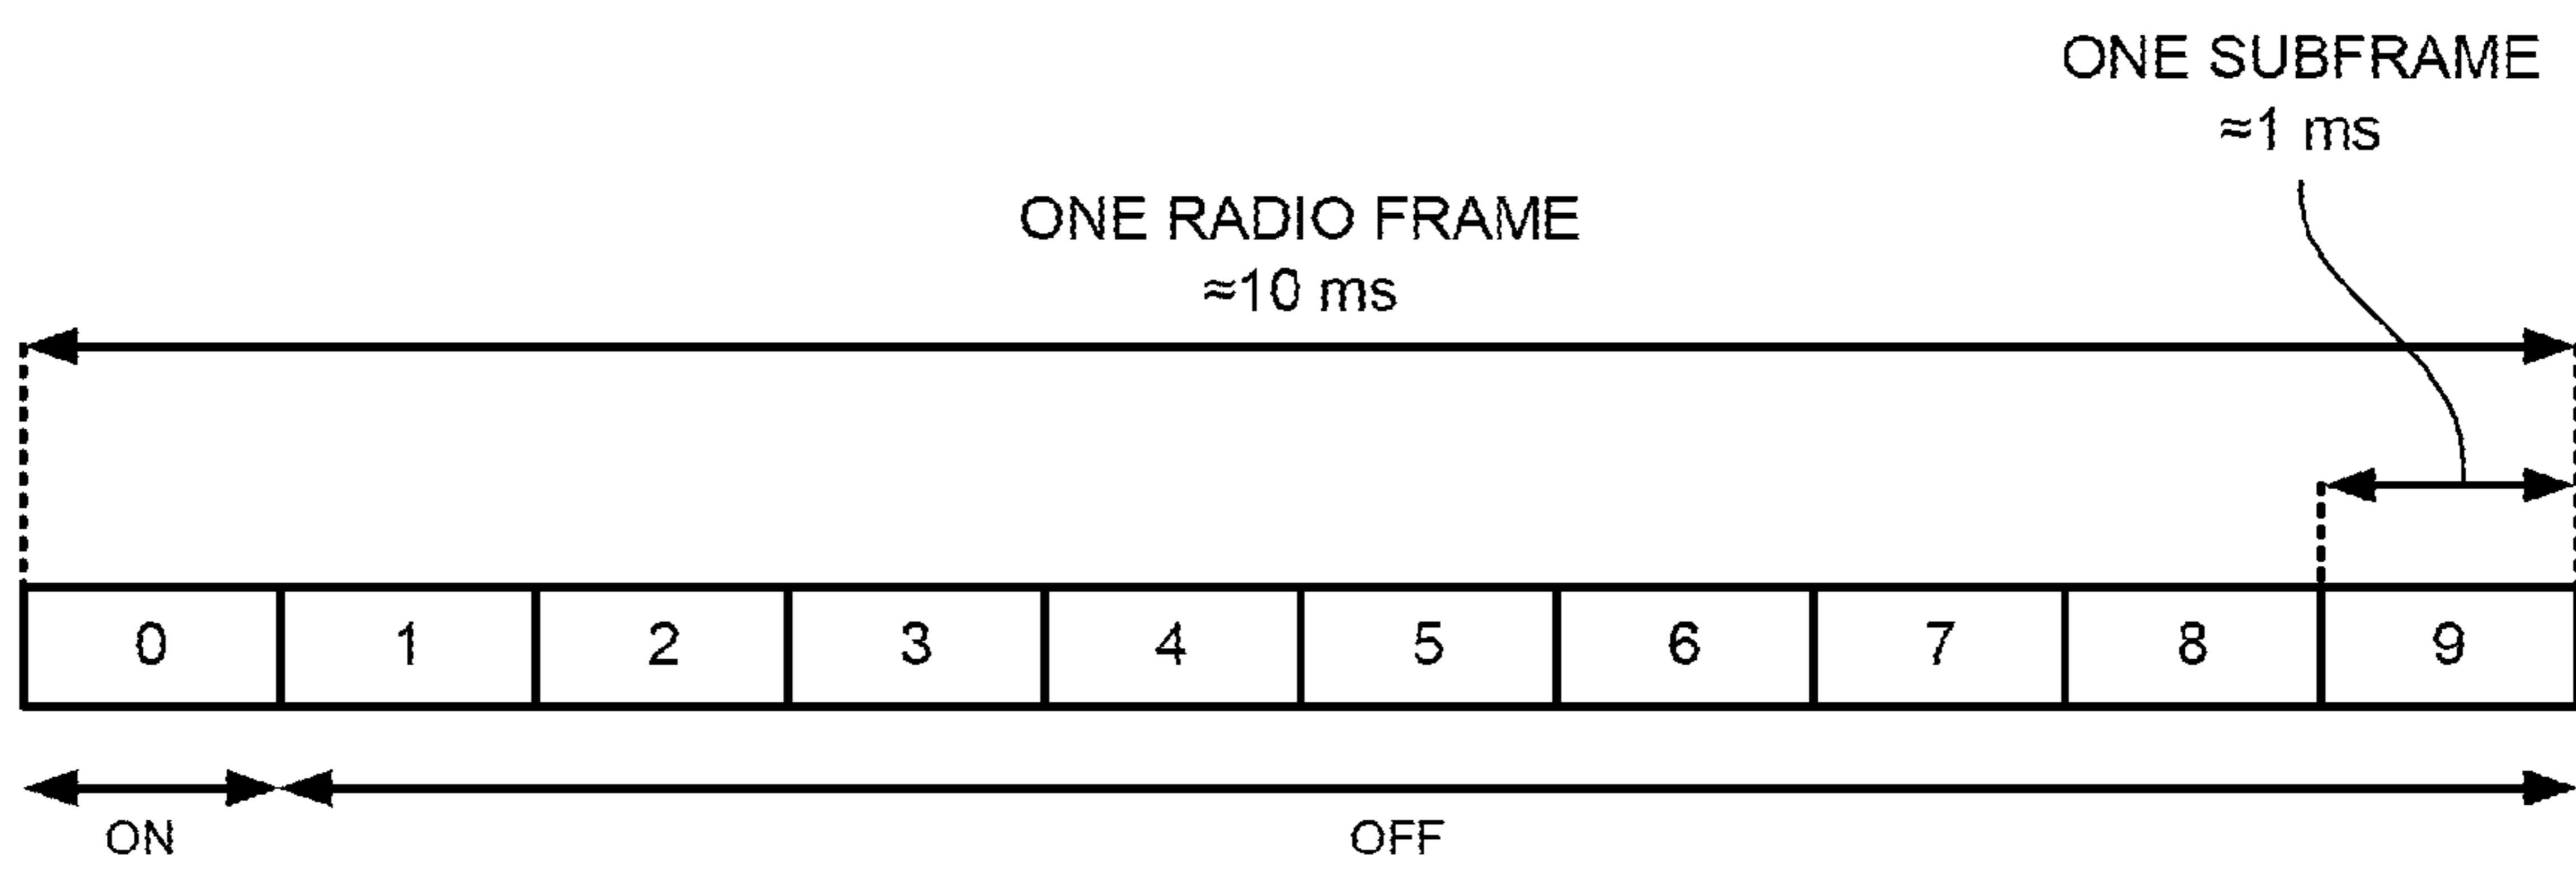 ONE SUBFRAME
≈1 ms
ONE RADIO FRAME
≈10 ms
0 1 2 3 4 5 6 7 8 9
ON OFF